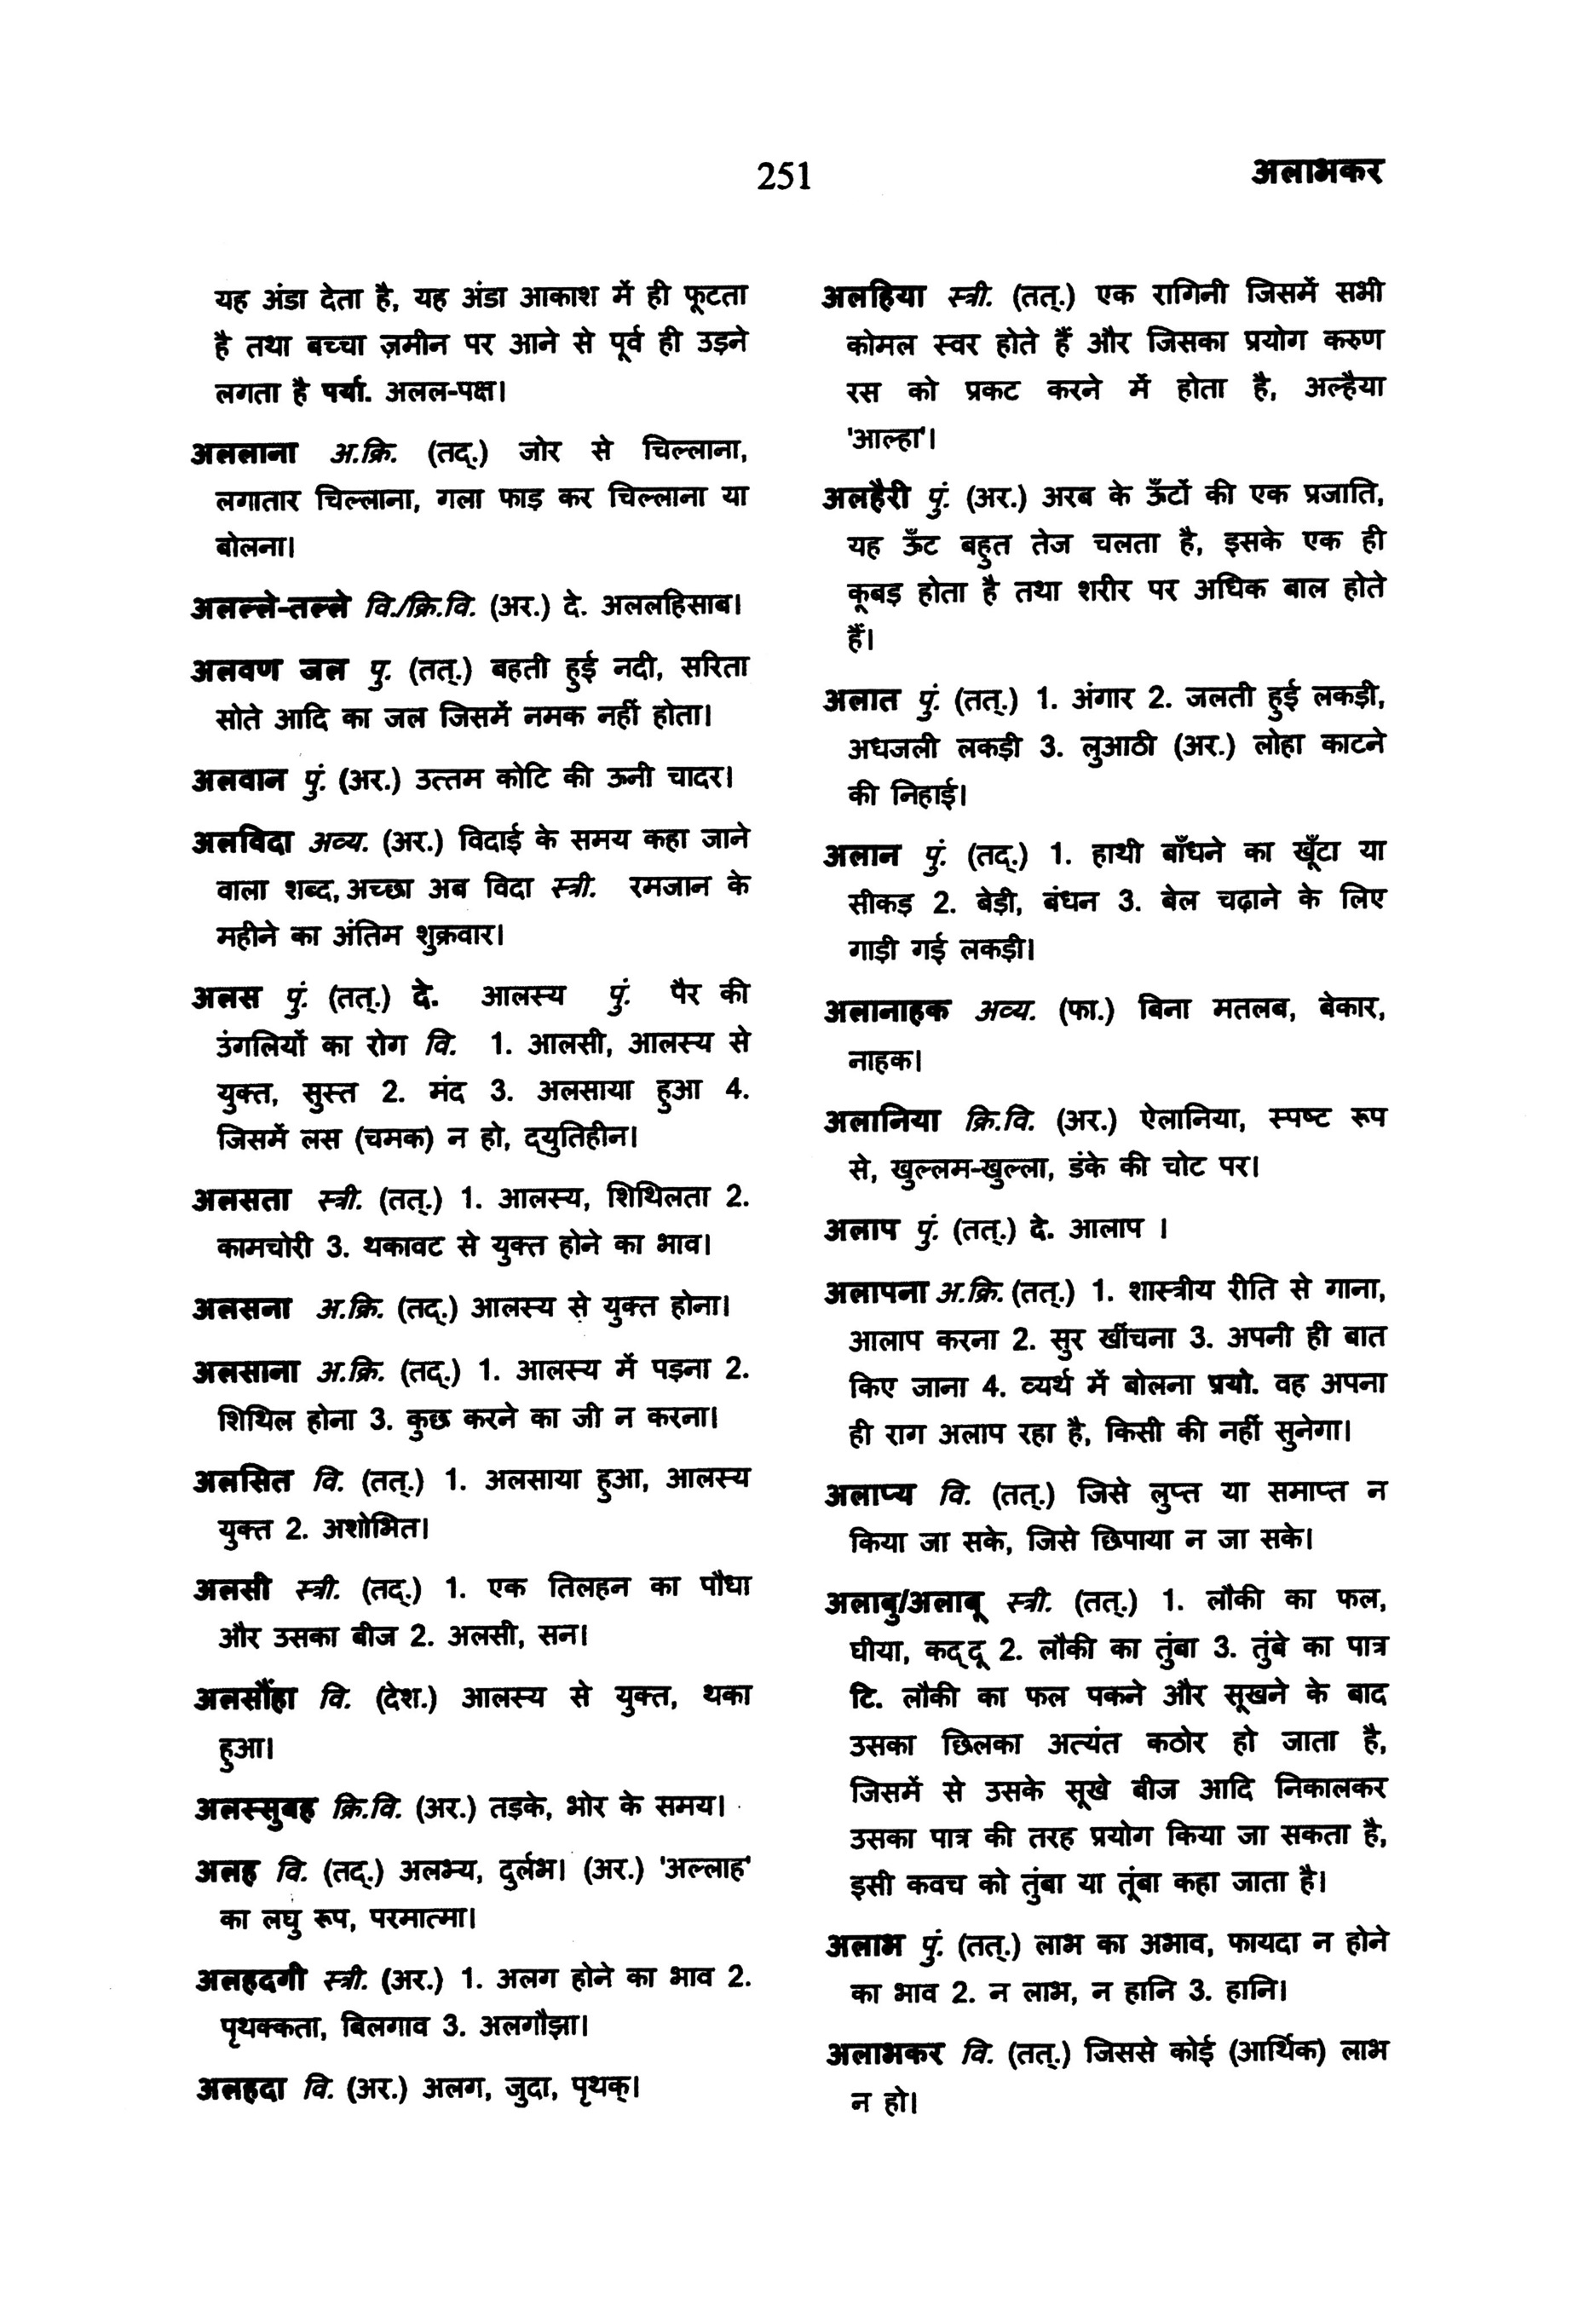 251
अलाभकर
यह अंडा देता है, यह अंडा आकाश में ही फूटता
है तथा बच्चा ज़मीन पर आने से पूर्व ही उड़ने
लगता है पर्या. अलल-पक्ष।
अललाना अ.क्रि. (तद्.) जोर से चिल्लाना,
लगातार चिल्लाना, गला फाड़ कर चिल्लाना या
बोलना।
अलल्ले-तल्ले वि./क्रि.वि. (अर.) दे. अललहिसाब।
अलवण जल पु. (तत्.) बहती हुई नदी, सरिता
सोते आदि का जल जिसमें नमक नहीं होता।
अलवान पुं. (अर.) उत्तम कोटि की ऊनी चादर।
अलविदा अव्य. (अर.) विदाई के समय कहा जाने
वाला शब्द, अच्छा अब विदा स्त्री. रमजान के
महीने का अंतिम शुक्रवार।
अलस पुं. (तत्.) दे. आलस्य पुं. पैर की
उंगलियों का रोग वि. 1. आलसी, आलस्य से
युक्त, सुस्त 2. मंद 3. अलसाया हुआ 4.
जिसमें लस (चमक) न हो, द्युतिहीन।
अलसता स्त्री. (तत्.) 1. आलस्य, शिथिलता 2.
कामचोरी 3. थकावट से युक्त होने का भाव।
अलसना अ.क्रि. (तद्.) आलस्य से युक्त होना।
अलसाना अ.क्रि. (तद्.) 1. आलस्य में पड़ना 2.
शिथिल होना 3. कुछ करने का जी न करना।
अलसित वि. (तत्.) 1. अलसाया हुआ, आलस्य
युक्त 2. अशोभित।
अलसी स्त्री. (तद्.) 1. एक तिलहन का पौधा
और उसका बीज 2. अलसी, सन।
अलसौंहा वि. (देश.) आलस्य से युक्त, थका
हुआ।
अलस्सुबह क्रि.वि. (अर.) तड़के, भोर के समय।
अलह वि. (तद्.) अलभ्य, दुर्लभ। (अर.) 'अल्लाह'
का लघु रूप, परमात्मा।
अलहदगी स्त्री. (अर.) 1. अलग होने का भाव 2.
पृथक्कता, बिलगाव 3. अलगौझा।
अलहदा वि. (अर.) अलग, जुदा, पृथक्।
अलहिया स्त्री. (तत्.) एक रागिनी जिसमें सभी
कोमल स्वर होते हैं और जिसका प्रयोग करुण
रस को प्रकट करने में होता है, अल्हैया
'आल्हा'।
अलहैरी पुं. (अर.) अरब के ऊँटों की एक प्रजाति,
यह ऊँट बहुत तेज चलता है, इसके एक ही
कूबड़ होता है तथा शरीर पर अधिक बाल होते
हैं।
अलात पुं. (तत्.) 1. अंगार 2. जलती हुई लकड़ी,
अधजली लकड़ी 3. लुआठी (अर.) लोहा काटने
की निहाई।
अलान पुं. (तद्.) 1. हाथी बाँधने का खूँटा या
सीकड़ 2. बेड़ी, बंधन 3. बेल चढ़ाने के लिए
गाड़ी गई लकड़ी।
अलानाहक अव्य. (फा.) बिना मतलब, बेकार,
नाहक।
अलानिया क्रि.वि. (अर.) ऐलानिया, स्पष्ट रूप
से, खुल्लम-खुल्ला, डंके की चोट पर।
अलाप पुं. (तत्.) दे. आलाप ।
अलापना अ.क्रि. (तत्.) 1. शास्त्रीय रीति से गाना,
आलाप करना 2. सुर खींचना 3. अपनी ही बात
किए जाना 4. व्यर्थ में बोलना प्रयो. वह अपना
ही राग अलाप रहा है, किसी की नहीं सुनेगा।
अलाप्य वि. (तत्.) जिसे लुप्त या समाप्त न
किया जा सके, जिसे छिपाया न जा सके।
अलाबु/अलाबू स्त्री. (तत्.) 1. लौकी का फल,
घीया, कद्दू 2. लौकी का तुंबा 3. तुंबे का पात्र
टि. लौकी का फल पकने और सूखने के बाद
उसका छिलका अत्यंत कठोर हो जाता है,
जिसमें से उसके सूखे बीज आदि निकालकर
उसका पात्र की तरह प्रयोग किया जा सकता है,
इसी कवच को तुंबा या तूंबा कहा जाता है।
अलाभ पुं. (तत्.) लाभ का अभाव, फायदा न होने
का भाव 2. न लाभ, न हानि 3. हानि।
अलाभकर वि. (तत्.) जिससे कोई (आर्थिक) लाभ
न हो।